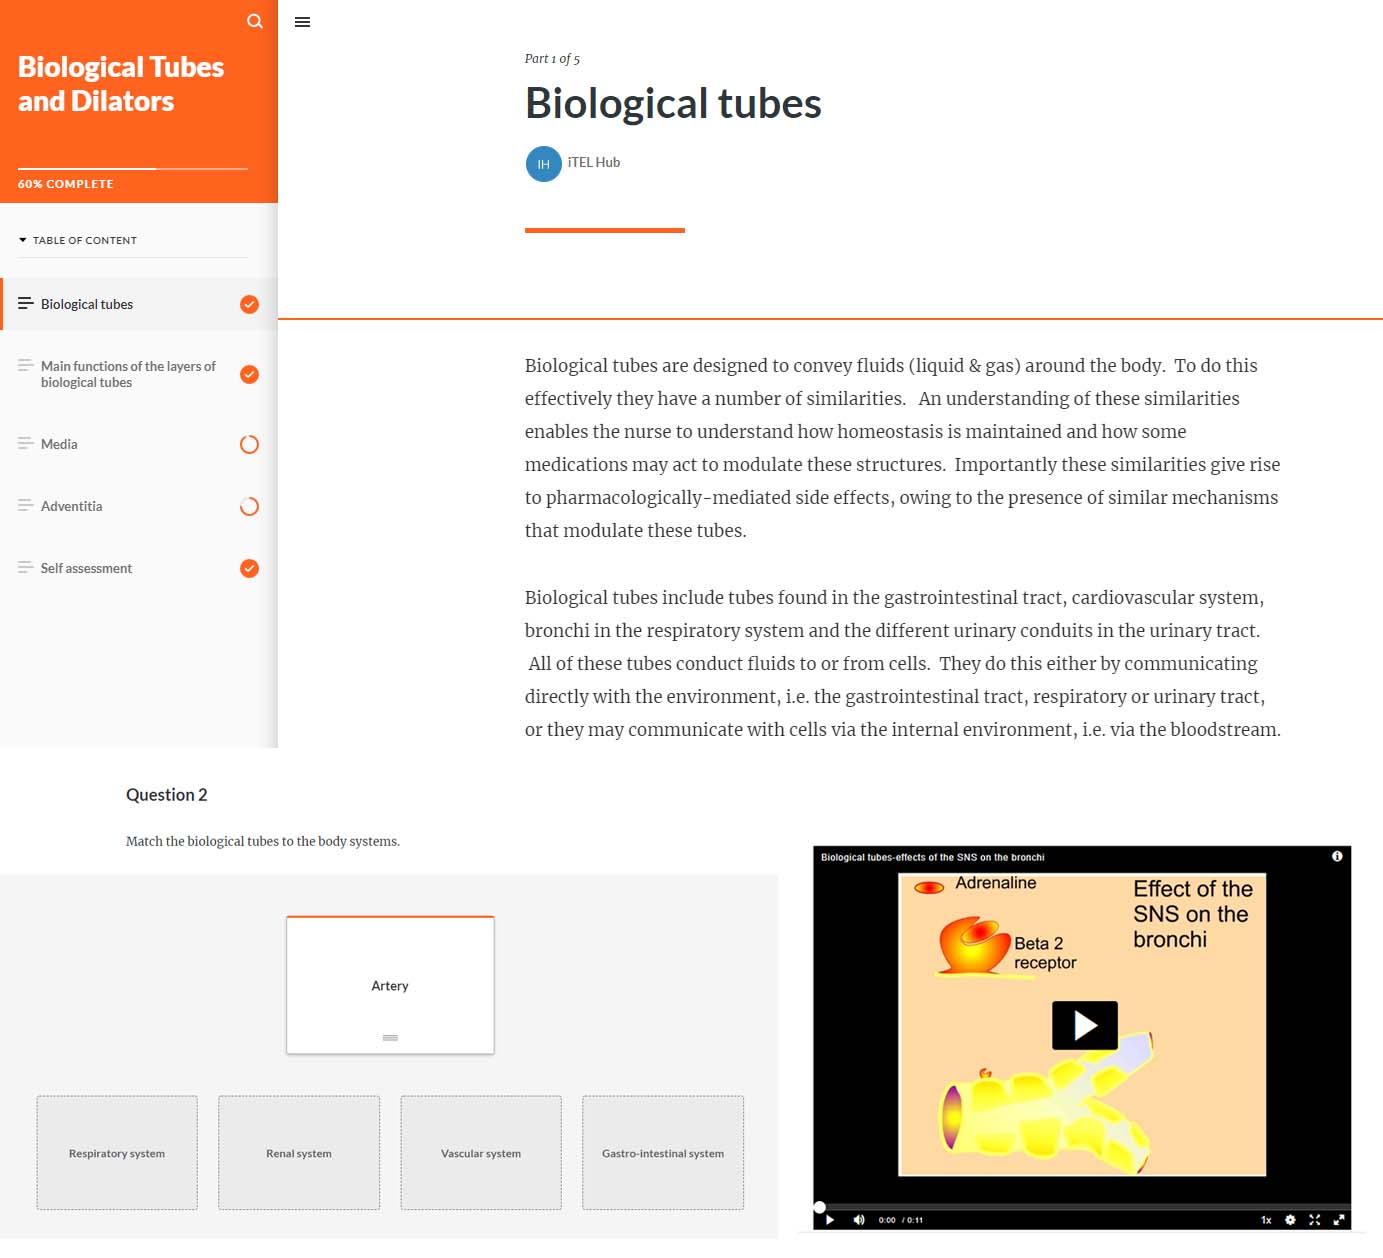 Biological Tubes
and Dilators
60% COMPLETE
TABLE OF CONTENT
Biological tubes
Main functions of the layers of
biological tubes
Media
Adventitia
Self assessment
Part 1 of 5
Biological tubes
IH
iTEL Hub
Biological tubes are designed to convey fluids (liquid & gas) around the body. To do this
effectively they have a number of similarities. An understanding of these similarities
enables the nurse to understand how homeostasis is maintained and how some
medications may act to modulate these structures. Importantly these similarities give rise
to pharmacologically-mediated side effects, owing to the presence of similar mechanisms
that modulate these tubes.
Biological tubes include tubes found in the gastrointestinal tract, cardiovascular system,
bronchi in the respiratory system and the different urinary conduits in the urinary tract.
All of these tubes conduct fluids to or from cells. They do this either by communicating
directly with the environment, i.e. the gastrointestinal tract, respiratory or urinary tract,
or they may communicate with cells via the internal environment, i.e. via the bloodstream.
Question 2
Match the biological tubes to the body systems.
Artery
Respiratory system
Renal system
Vascular system
Gastro-intestinal system
Biological tubes-effects of the SNS on the bronchi
Adrenaline
Effect of the
SNS on the
bronchi
Beta 2
receptor
0:00 / 0:11
1x